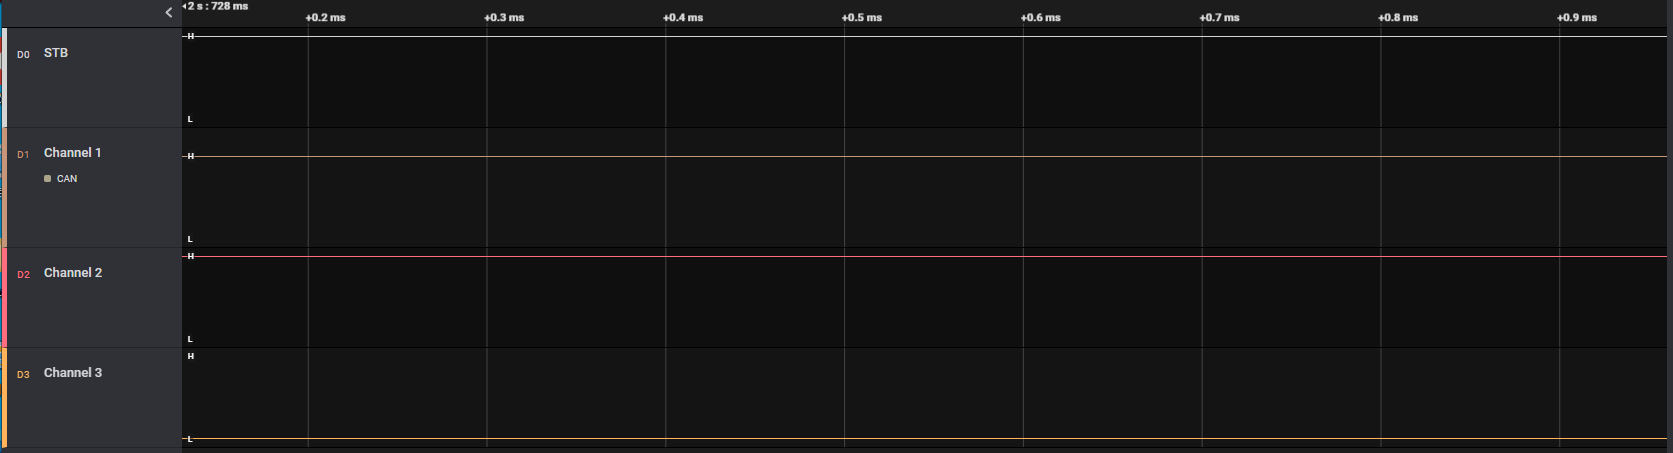 2 s : 728 ms
+0.2 ms +0.3 ms +0.4 ms +0.5 ms +0.6 ms +0.7 ms +0.8 ms +0.9 ms
H
D0 STB
L
D1 Channel 1
H
CAN
L
H
D2 Channel 2
L
H
D3 Channel 3
L